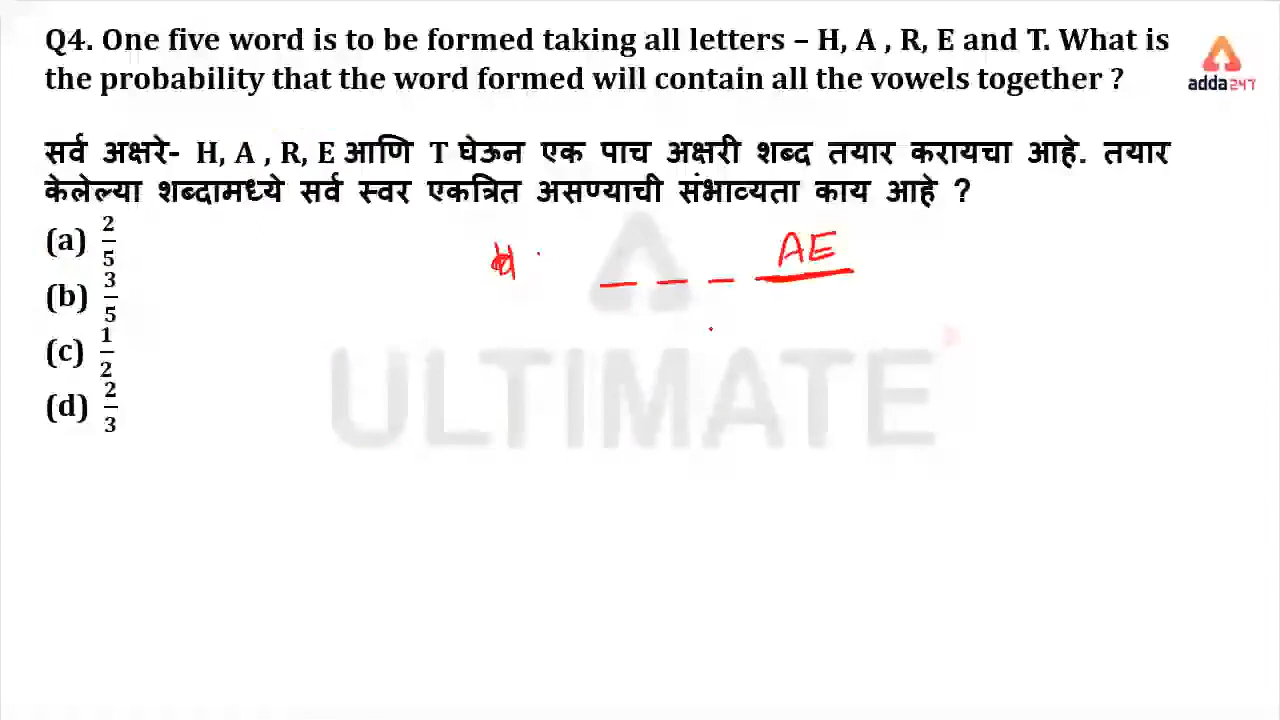 Q4. One five word is to be formed taking all letters – H, A , R, E and T. What is
the probability that the word formed will contain all the vowels together ?
adda247
सर्व अक्षरे- H, A , R, E आणि T घेऊन एक पाच अक्षरी शब्द तयार करायचा आहे. तयार
केलेल्या शब्दामध्ये सर्व स्वर एकत्रित असण्याची संभाव्यता काय आहे ?
(a) 2/5
(b) 3/5
(c) 1/2
(d) 2/3
AE
ULTIMATE